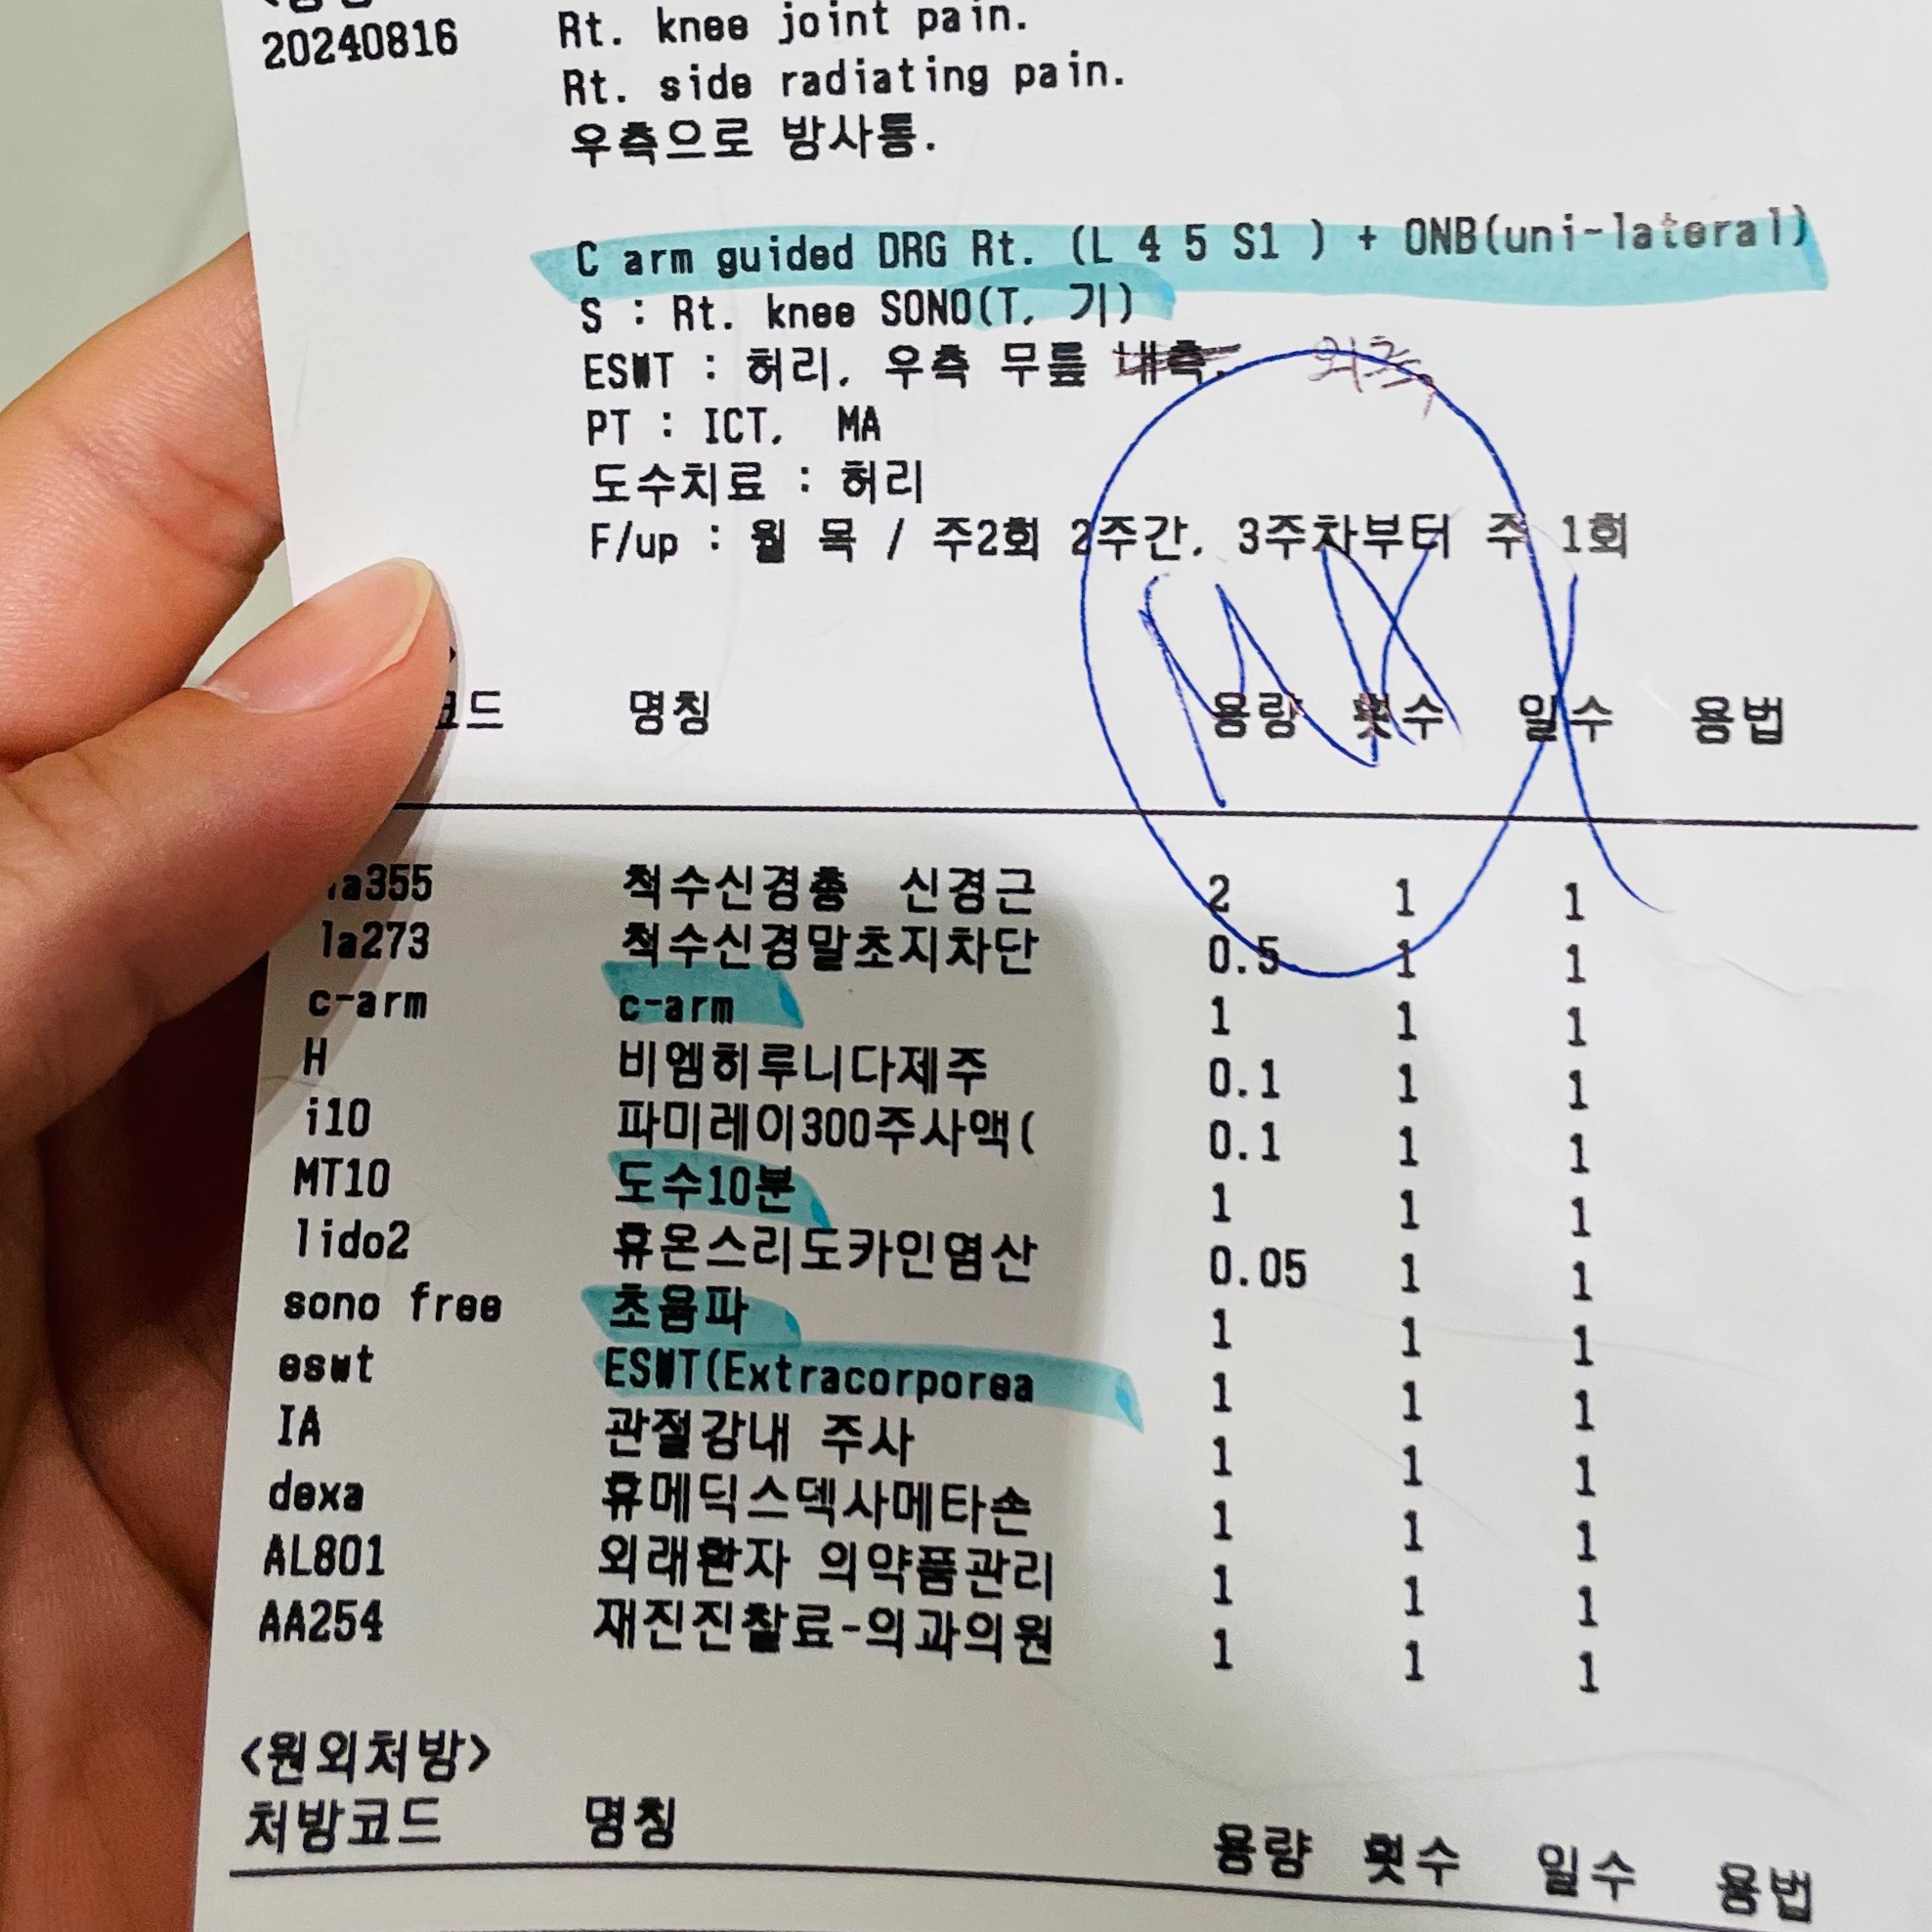 20240816 Rt. knee joint pain.
Rt. side radiating pain.
우측으로 방사통.
C arm guided DRG Rt. (L 4 5 S1 ) + ONB(uni-lateral)
S : Rt. knee SONO(T, 기)
ESWT : 허리, 우측 무릎 내측, 외측,
PT : ICT, MA
도수치료 : 허리
F/up : 월 목 / 주2회 2주간, 3주차부터 주 1회
코드 명칭 용량 횟수 일수 용법
la355 척수신경총 신경근 2 1 1
la273 척수신경말초지차단 0.5 1 1
c-arm c-arm 1 1 1
H 비엠히루니다제주 0.1 1 1
i10 파미레이300주사액( 0.1 1 1
MT10 도수10분 1 1 1
lido2 휴온스리도카인염산 0.05 1 1
sono free 초음파 1 1 1
eswt ESWT(Extracorporea 1 1 1
IA 관절강내 주사 1 1 1
dexa 휴메딕스덱사메타손 1 1 1
AL801 외래환자 의약품관리 1 1 1
AA254 재진진찰료-의과의원 1 1 1
<원외처방>
처방코드 명칭 용량 횟수 일수 용법